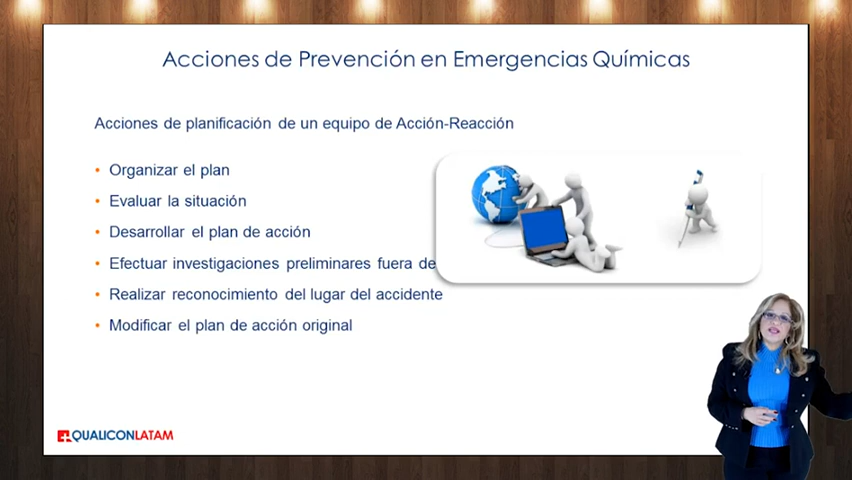 Acciones de Prevención en Emergencias Químicas
Acciones de planificación de un equipo de Acción-Reacción
• Organizar el plan
• Evaluar la situación
• Desarrollar el plan de acción
• Efectuar investigaciones preliminares fuera de
• Realizar reconocimiento del lugar del accidente
• Modificar el plan de acción original
QUALICONLATAM